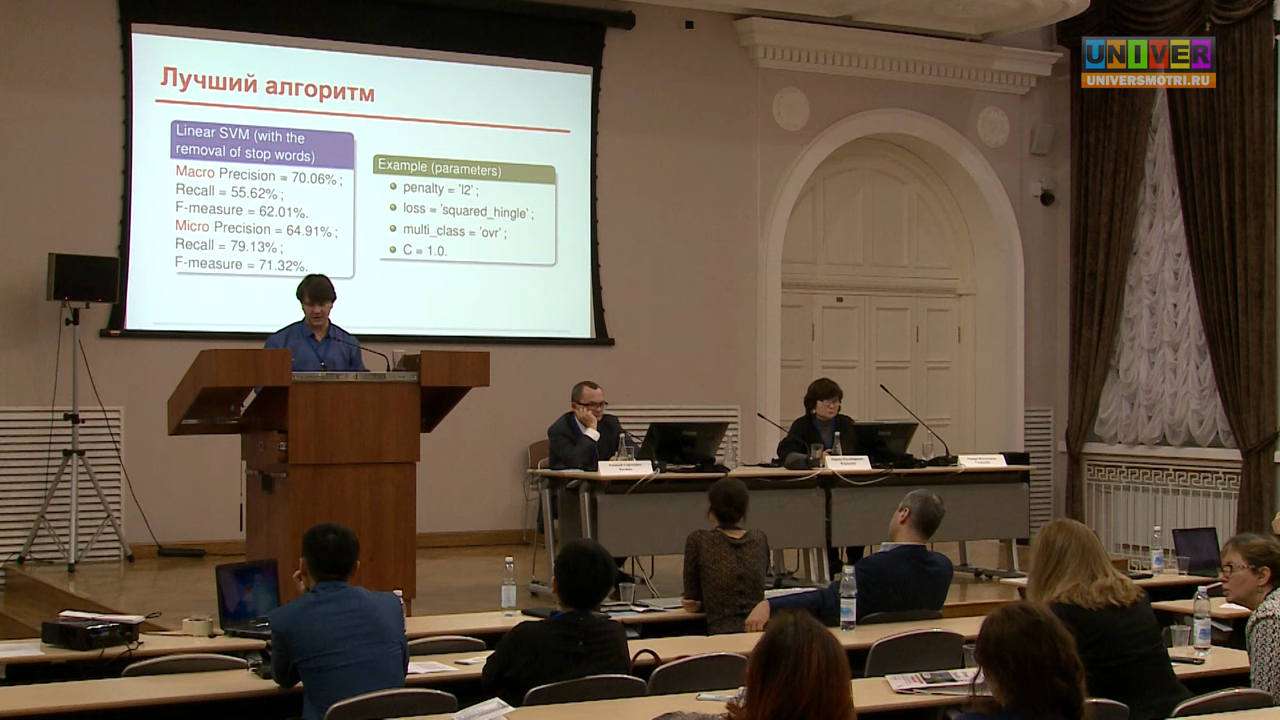 UNIVER
UNIVERSMOTRI.RU
Лучший алгоритм
Linear SVM (with the
removal of stop words)
Macro Precision = 70.06% ;
Recall = 55.62% ;
F-measure = 62.01%.
Micro Precision = 64.91% ;
Recall = 79.13% ;
F-measure = 71.32%.
Example (parameters)
penalty = 'l2' ;
loss = 'squared_hingle' ;
multi_class = 'ovr' ;
C = 1.0.